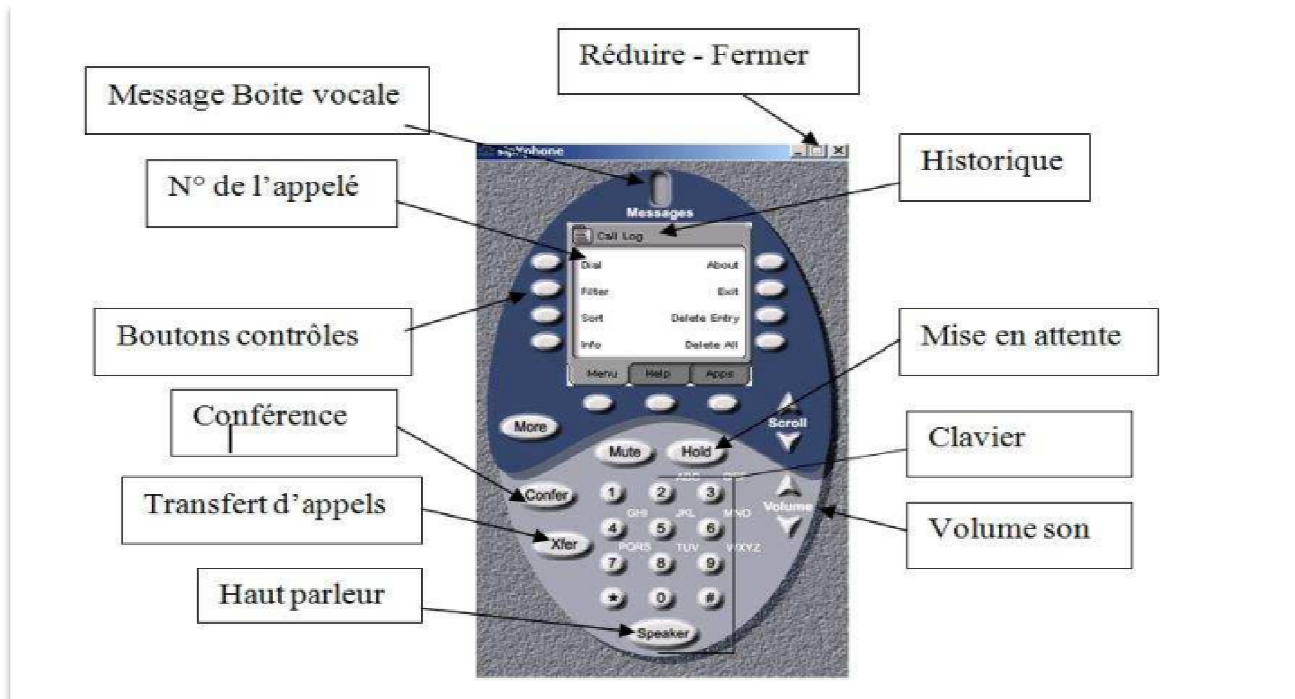 Réduire - Fermer
Message Boite vocale
sipXphone
Historique
N° de l'appelé
Messages
Call Log
Dial About
Filter Exit
Sort Delete Entry
Info Delete All
Menu Help Apps
Boutons contrôles
Mise en attente
Conférence
More
Scroll
Mute Hold
Clavier
ABC DEF
Confer 1 2 3
Transfert d'appels
Volume
GHI JKL MNO
4 5 6
Volume son
Xfer
PQRS TUV WXYZ
7 8 9
Haut parleur
* 0 #
Speaker